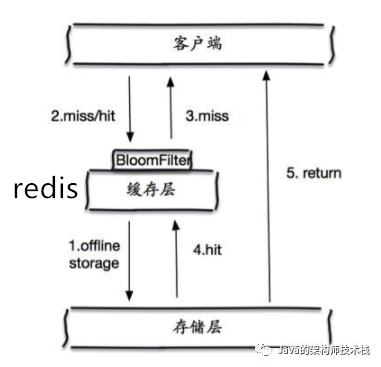 客户端
2.miss/hit
3.miss
BloomFilter
redis
缓存层
5. return
1.offline
storage
4.hit
存储层
Java的架构师技术栈